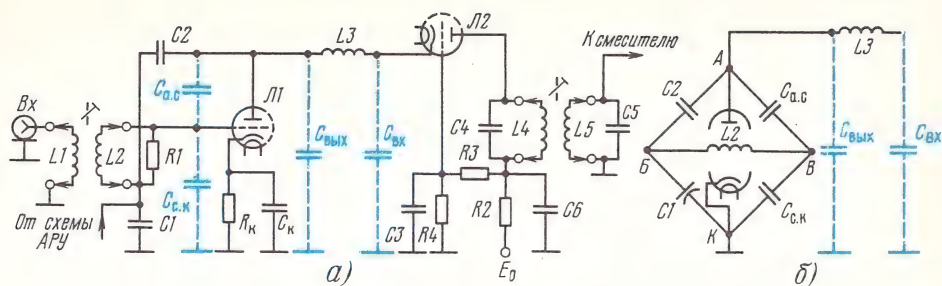 C2
L3
Л2
К смесителю
Вх
Cа.с
Л1
Cвых
Cвх
C4
L4
L5
C5
L1
L2
R1
R3
От схемы
АРУ
C1
Cс.к
Rк
Cк
C3
R4
R2
C6
E0
а)
А
L3
C2
Cа.с
Б
L2
В
Cвых
Cвх
C1
Cс.к
К
б)